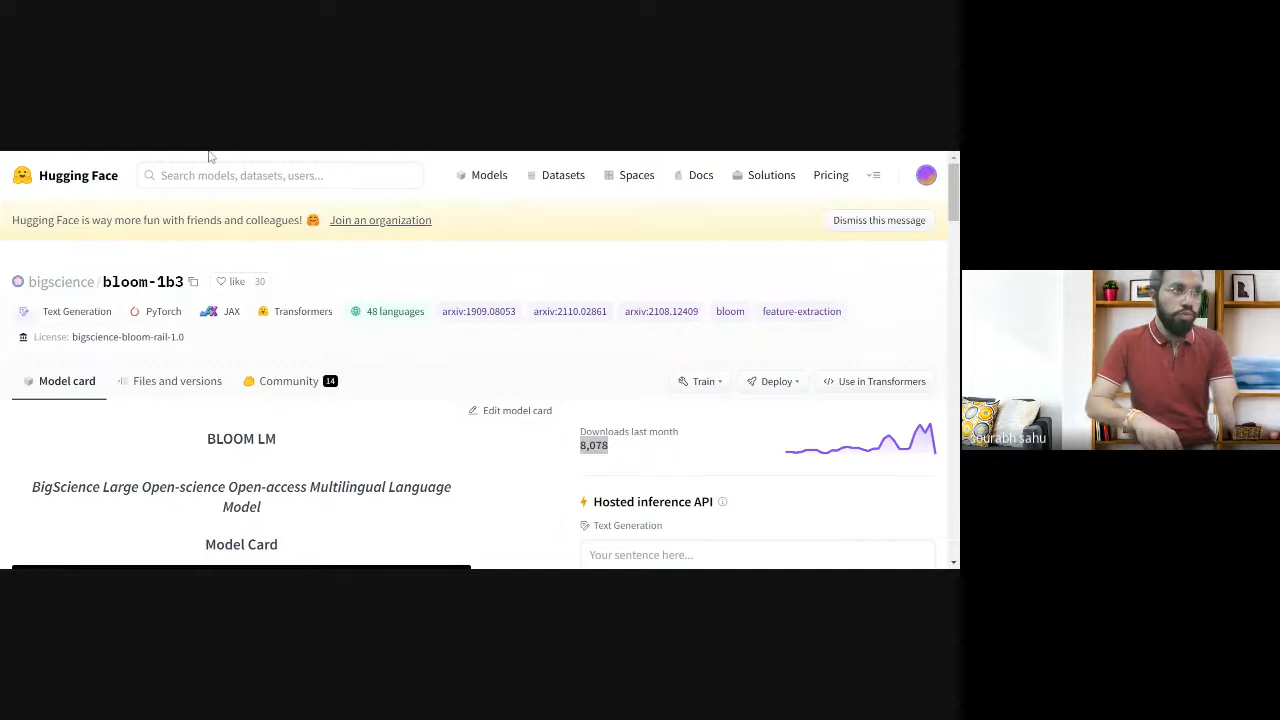 Hugging Face
Search models, datasets, users...
Models
Datasets
Spaces
Docs
Solutions
Pricing
Hugging Face is way more fun with friends and colleagues! 🤗 Join an organization
Dismiss this message
bigscience/bloom-1b3
like 30
Text Generation
PyTorch
JAX
Transformers
48 languages
arxiv:1909.08053
arxiv:2110.02861
arxiv:2108.12409
bloom
feature-extraction
License: bigscience-bloom-rail-1.0
Model card
Files and versions
Community 14
Train
Deploy
</> Use in Transformers
Edit model card
BLOOM LM
BigScience Large Open-science Open-access Multilingual Language
Model
Model Card
Downloads last month
8,078
Hosted inference API
Text Generation
Your sentence here...
sourabh sahu